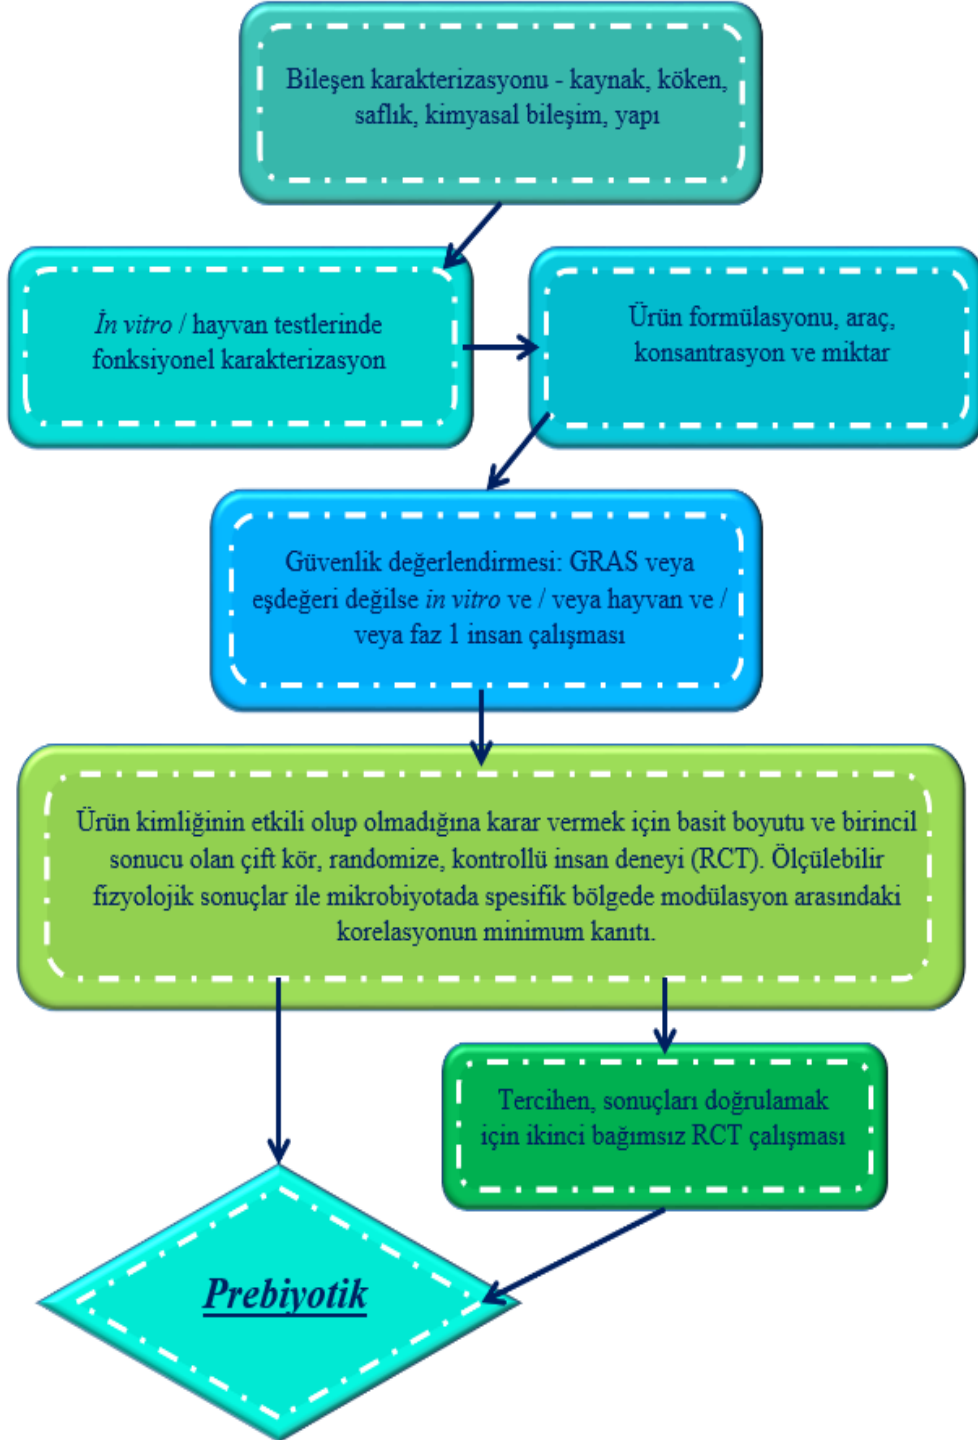 Bileşen karakterizasyonu - kaynak, köken,
saflık, kimyasal bileşim, yapı
İn vitro / hayvan testlerinde
fonksiyonel karakterizasyon
Ürün formülasyonu, araç,
konsantrasyon ve miktar
Güvenlik değerlendirmesi: GRAS veya
eşdeğeri değilse in vitro ve / veya hayvan ve /
veya faz 1 insan çalışması
Ürün kimliğinin etkili olup olmadığına karar vermek için basit boyutu ve birincil
sonucu olan çift kör, randomize, kontrollü insan deneyi (RCT). Ölçülebilir
fizyolojik sonuçlar ile mikrobiyotada spesifik bölgede modülasyon arasındaki
korelasyonun minimum kanıtı.
Tercihen, sonuçları doğrulamak
için ikinci bağımsız RCT çalışması
Prebiyotik